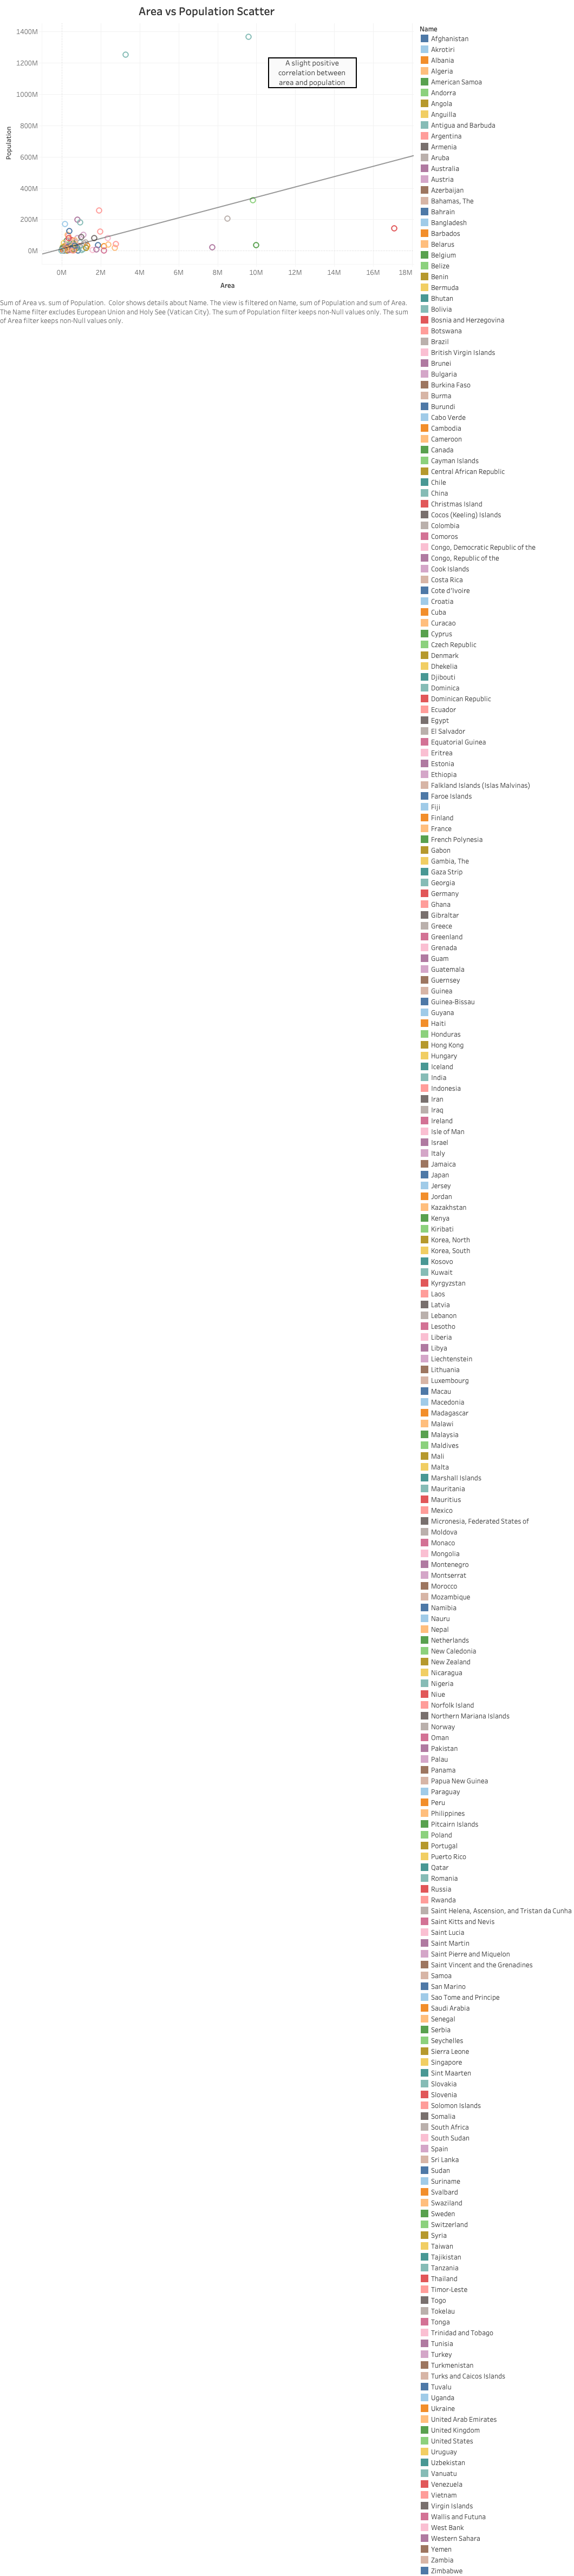 Area vs Population Scatter
1400M
1200M
1000M
800M
600M
400M
200M
0M
Population
A slight positive
correlation between
area and population
0M 2M 4M 6M 8M 10M 12M 14M 16M 18M
Area
Sum of Area vs. sum of Population. Color shows details about Name. The view is filtered on Name, sum of Population and sum of Area.
The Name filter excludes European Union and Holy See (Vatican City). The sum of Population filter keeps non-Null values only. The sum
of Area filter keeps non-Null values only.
Name
Afghanistan
Akrotiri
Albania
Algeria
American Samoa
Andorra
Angola
Anguilla
Antigua and Barbuda
Argentina
Armenia
Aruba
Australia
Austria
Azerbaijan
Bahamas, The
Bahrain
Bangladesh
Barbados
Belarus
Belgium
Belize
Benin
Bermuda
Bhutan
Bolivia
Bosnia and Herzegovina
Botswana
Brazil
British Virgin Islands
Brunei
Bulgaria
Burkina Faso
Burma
Burundi
Cabo Verde
Cambodia
Cameroon
Canada
Cayman Islands
Central African Republic
Chile
China
Christmas Island
Cocos (Keeling) Islands
Colombia
Comoros
Congo, Democratic Republic of the
Congo, Republic of the
Cook Islands
Costa Rica
Cote d'Ivoire
Croatia
Cuba
Curacao
Cyprus
Czech Republic
Denmark
Dhekelia
Djibouti
Dominica
Dominican Republic
Ecuador
Egypt
El Salvador
Equatorial Guinea
Eritrea
Estonia
Ethiopia
Falkland Islands (Islas Malvinas)
Faroe Islands
Fiji
Finland
France
French Polynesia
Gabon
Gambia, The
Gaza Strip
Georgia
Germany
Ghana
Gibraltar
Greece
Greenland
Grenada
Guam
Guatemala
Guernsey
Guinea
Guinea-Bissau
Guyana
Haiti
Honduras
Hong Kong
Hungary
Iceland
India
Indonesia
Iran
Iraq
Ireland
Isle of Man
Israel
Italy
Jamaica
Japan
Jersey
Jordan
Kazakhstan
Kenya
Kiribati
Korea, North
Korea, South
Kosovo
Kuwait
Kyrgyzstan
Laos
Latvia
Lebanon
Lesotho
Liberia
Libya
Liechtenstein
Lithuania
Luxembourg
Macau
Macedonia
Madagascar
Malawi
Malaysia
Maldives
Mali
Malta
Marshall Islands
Mauritania
Mauritius
Mexico
Micronesia, Federated States of
Moldova
Monaco
Mongolia
Montenegro
Montserrat
Morocco
Mozambique
Namibia
Nauru
Nepal
Netherlands
New Caledonia
New Zealand
Nicaragua
Nigeria
Niue
Norfolk Island
Northern Mariana Islands
Norway
Oman
Pakistan
Palau
Panama
Papua New Guinea
Paraguay
Peru
Philippines
Pitcairn Islands
Poland
Portugal
Puerto Rico
Qatar
Romania
Russia
Rwanda
Saint Helena, Ascension, and Tristan da Cunha
Saint Kitts and Nevis
Saint Lucia
Saint Martin
Saint Pierre and Miquelon
Saint Vincent and the Grenadines
Samoa
San Marino
Sao Tome and Principe
Saudi Arabia
Senegal
Serbia
Seychelles
Sierra Leone
Singapore
Sint Maarten
Slovakia
Slovenia
Solomon Islands
Somalia
South Africa
South Sudan
Spain
Sri Lanka
Sudan
Suriname
Svalbard
Swaziland
Sweden
Switzerland
Syria
Taiwan
Tajikistan
Tanzania
Thailand
Timor-Leste
Togo
Tokelau
Tonga
Trinidad and Tobago
Tunisia
Turkey
Turkmenistan
Turks and Caicos Islands
Tuvalu
Uganda
Ukraine
United Arab Emirates
United Kingdom
United States
Uruguay
Uzbekistan
Vanuatu
Venezuela
Vietnam
Virgin Islands
Wallis and Futuna
West Bank
Western Sahara
Yemen
Zambia
Zimbabwe